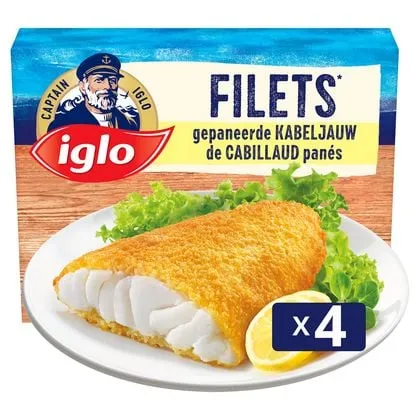 CAPTAIN IGLO
iglo
FILETS*
gepaneerde KABELJAUW
de CABILLAUD panés
x4